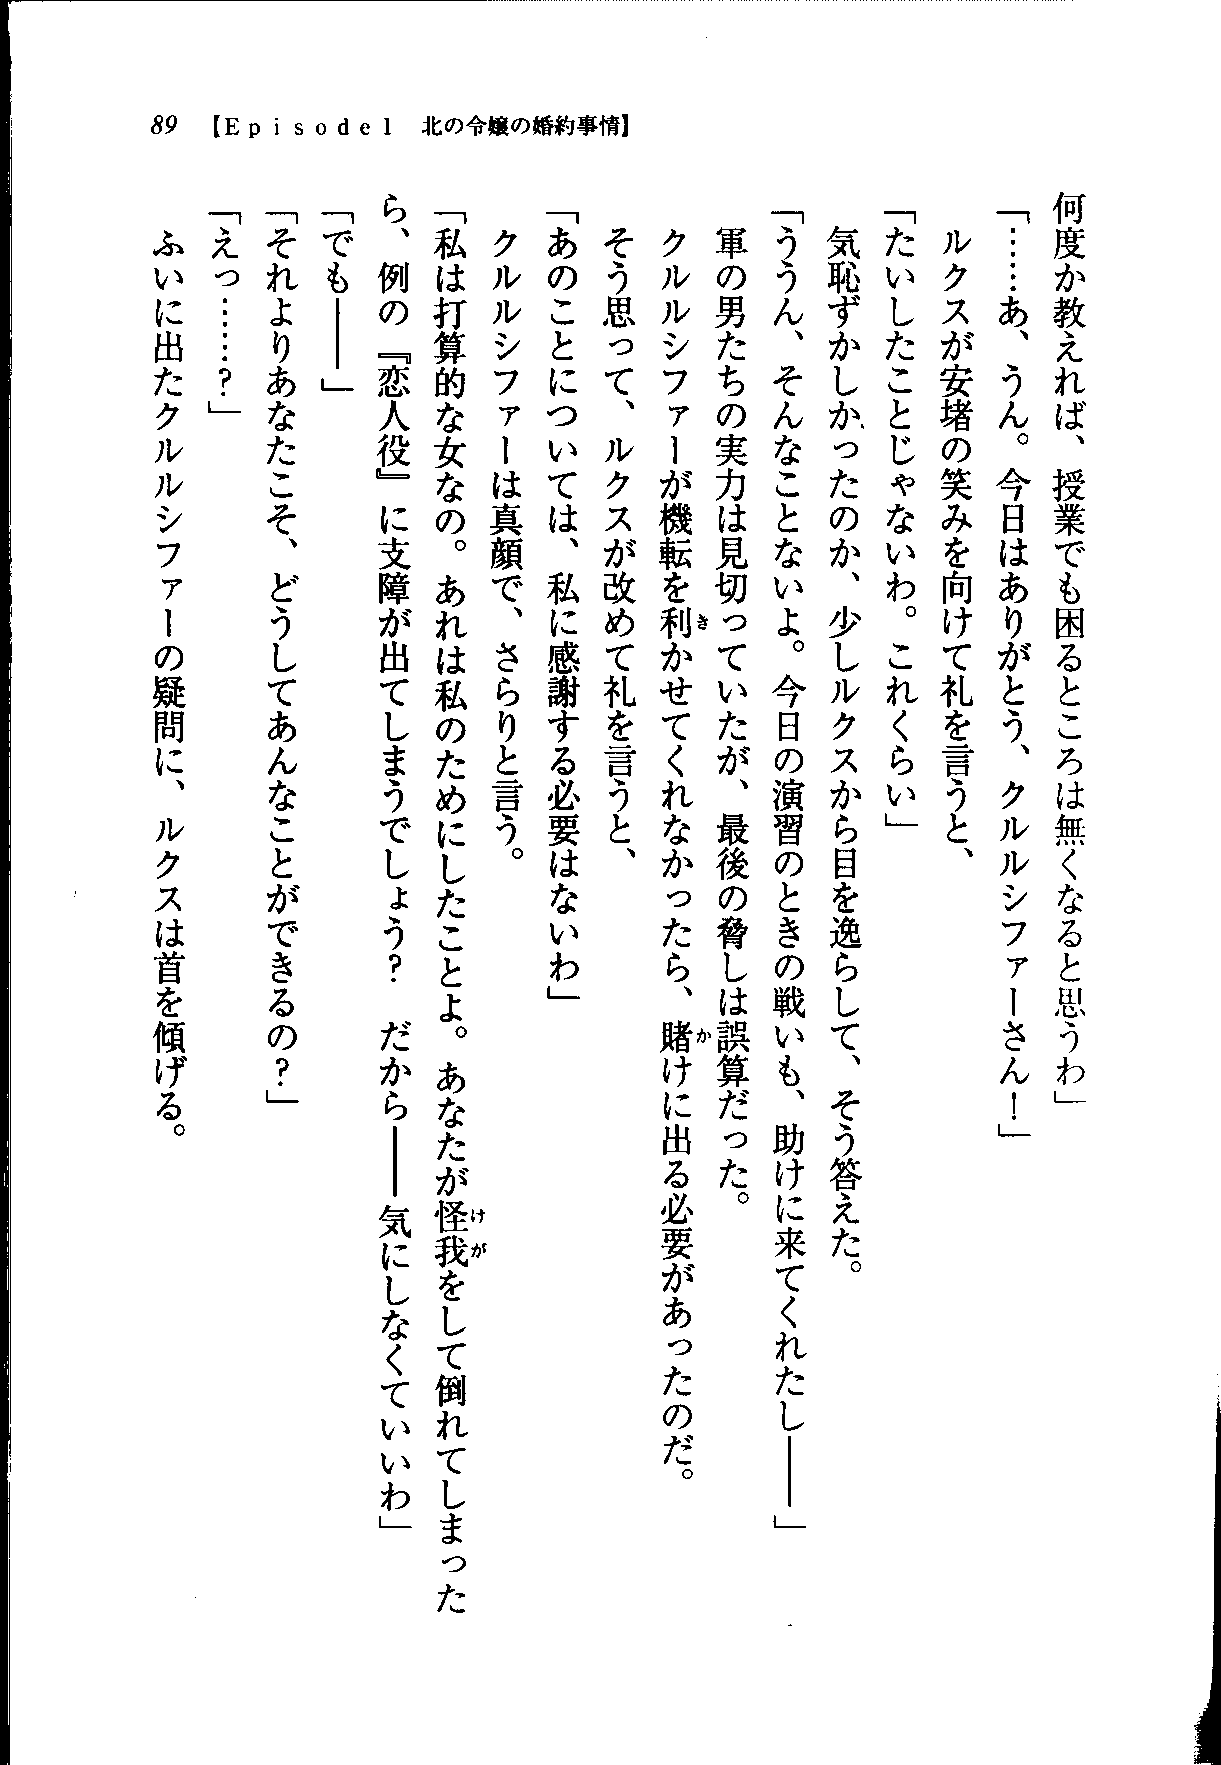 89 【Episode1 北の令嬢の婚約事情】
何度か教えれば、授業でも困るところは無くなると思うわ」
「……あ、うん。今日はありがとう、クルルシファーさん！」
ルクスが安堵の笑みを向けて礼を言うと、
「たいしたことじゃないわ。これくらい」
気恥ずかしかったのか、少しルクスから目を逸らして、そう答えた。
「ううん、そんなことないよ。今日の演習のときの戦いも、助けに来てくれたし――」
軍の男たちの実力は見切っていたが、最後の脅しは誤算だった。
クルルシファーが機転を利かせてくれなかったら、賭けに出る必要があったのだ。
そう思って、ルクスが改めて礼を言うと、
「あのことについては、私に感謝する必要はないわ」
クルルシファーは真顔で、さらりと言う。
「私は打算的な女なの。あれは私のためにしたことよ。あなたが怪我をして倒れてしまった
ら、例の『恋人役』に支障が出てしまうでしょう？　だから――気にしなくていいわ」
「でも――」
「それよりあなたこそ、どうしてあんなことができるの？」
「えっ……？」
ふいに出たクルルシファーの疑問に、ルクスは首を傾げる。